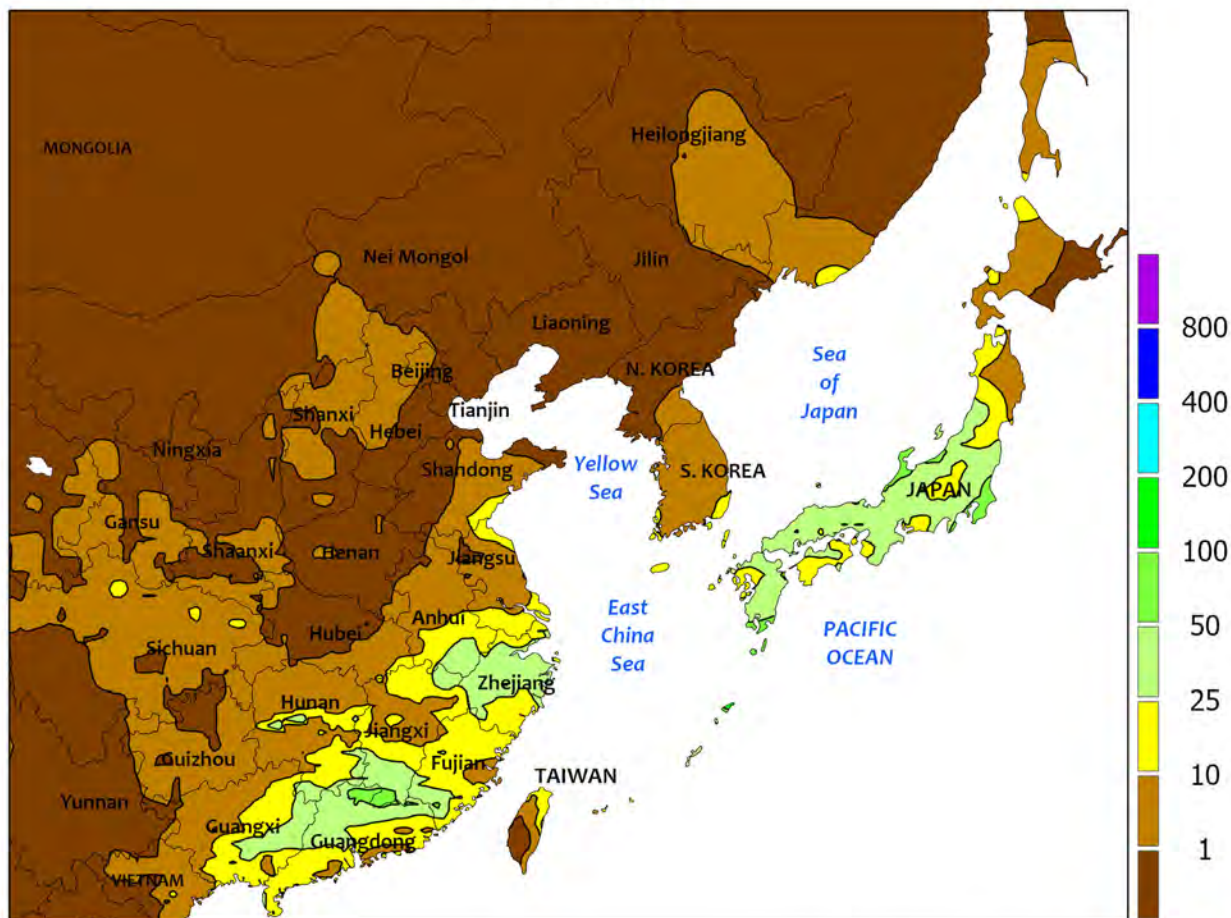 Heilongjiang
MONGOLIA
Nei Mongol
Jilin
Liaoning
Beijing
N. KOREA
Sea
of
Japan
Tianjin
Shanxi
Hebei
Ningxia
Shandong
Yellow
Sea
S. KOREA
JAPAN
Gansu
Shaanxi
Henan
Jiangsu
Anhui
East
China
Sea
Hubei
PACIFIC
OCEAN
Sichuan
Zhejiang
Hunan
Jiangxi
Guizhou
Fujian
TAIWAN
Yunnan
Guangxi
Guangdong
VIETNAM
800
400
200
100
50
25
10
1